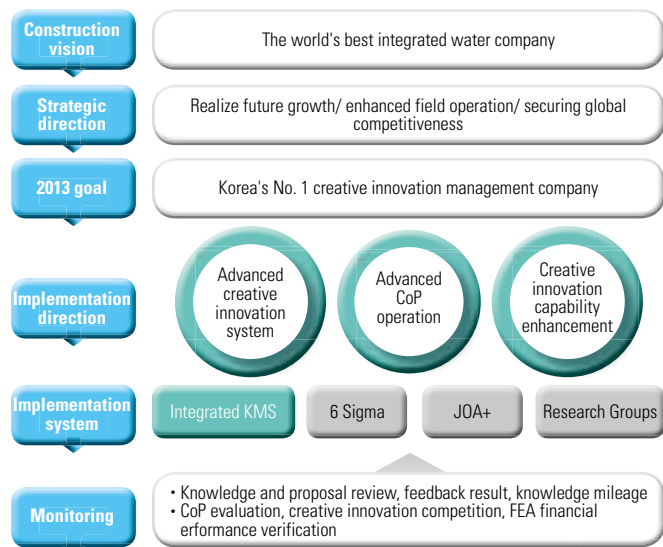 Construction
vision
The world's best integrated water company
Strategic
direction
Realize future growth/ enhanced field operation/ securing global
competitiveness
2013 goal
Korea's No. 1 creative innovation management company
Implementation
direction
Advanced
creative
innovation
system
Advanced
CoP
operation
Creative
innovation
capability
enhancement
Implementation
system
Integrated KMS
6 Sigma
JOA+
Research Groups
Monitoring
• Knowledge and proposal review, feedback result, knowledge mileage
• CoP evaluation, creative innovation competition, FEA financial
erformance verification